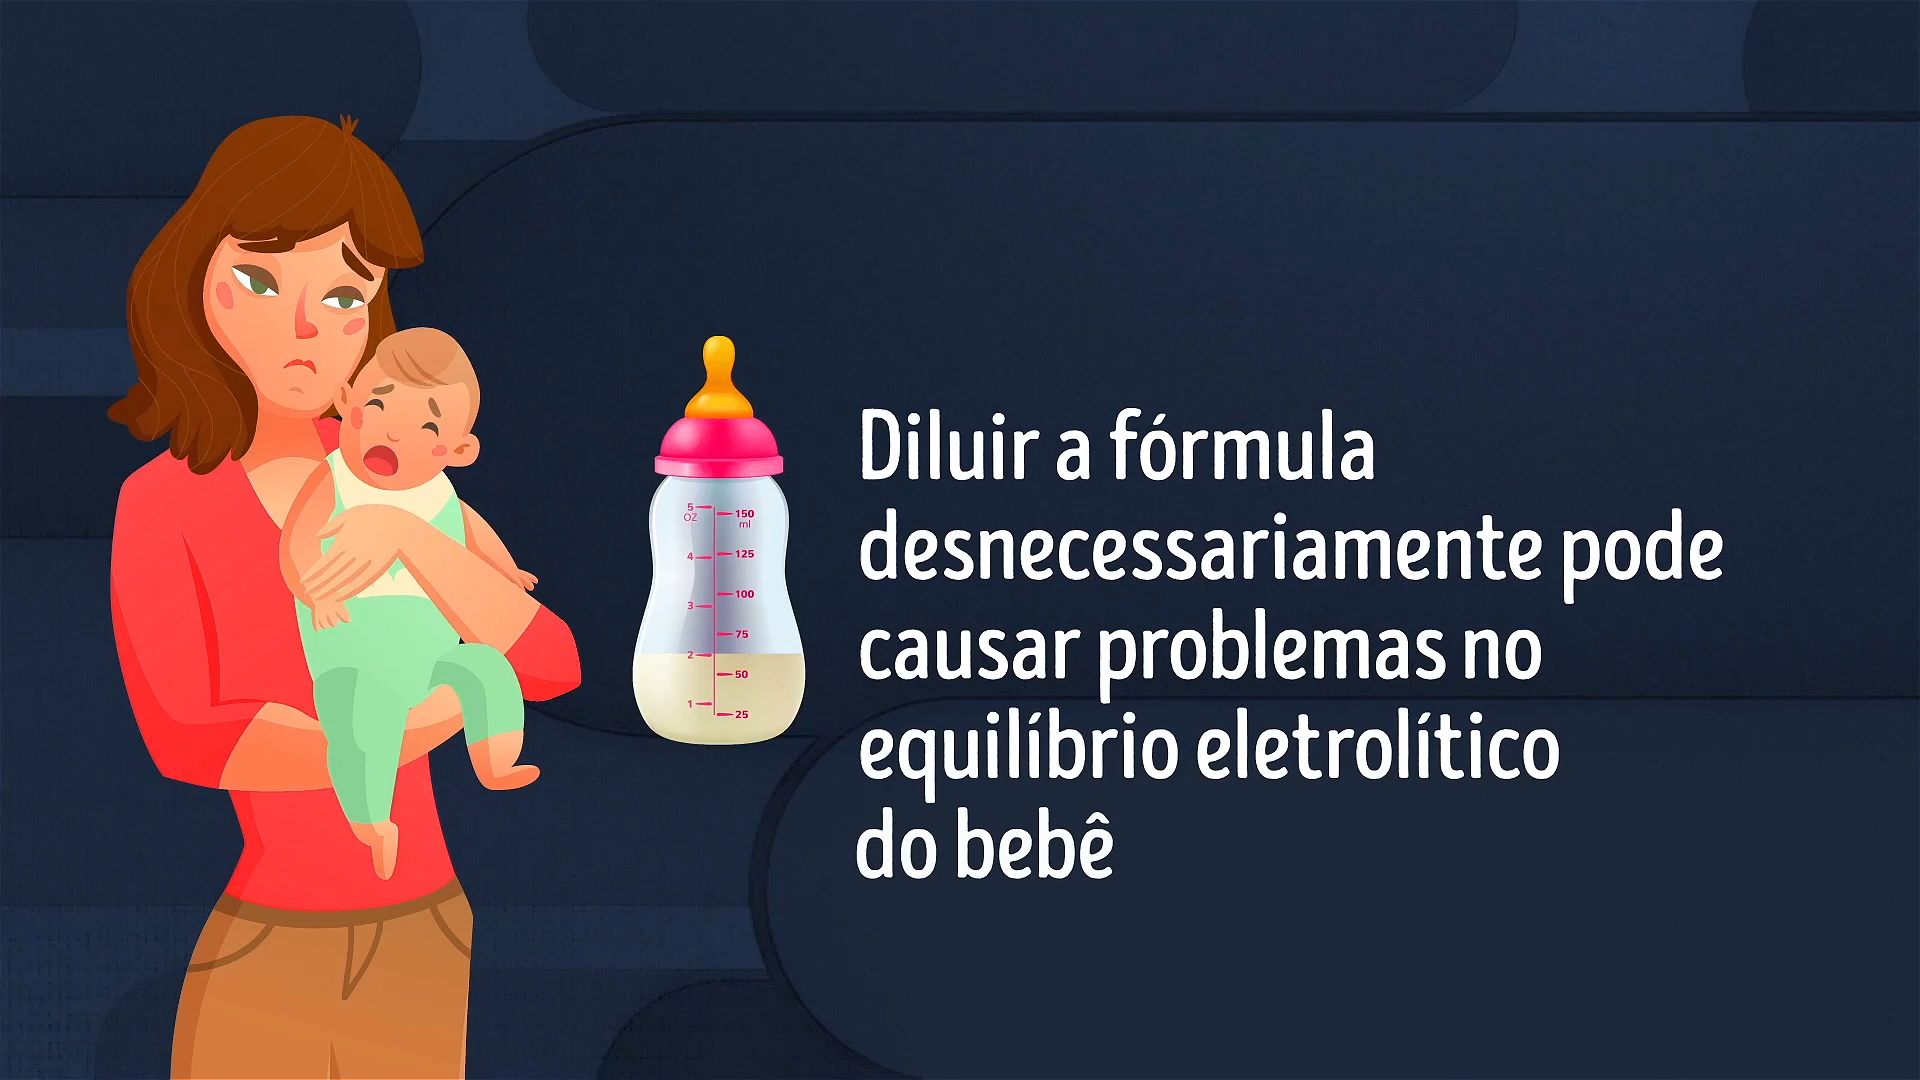 5
OZ
150
ml
4
125
100
3
75
2
50
1
25
Diluir a fórmula
desnecessariamente pode
causar problemas no
equilíbrio eletrolítico
do bebê